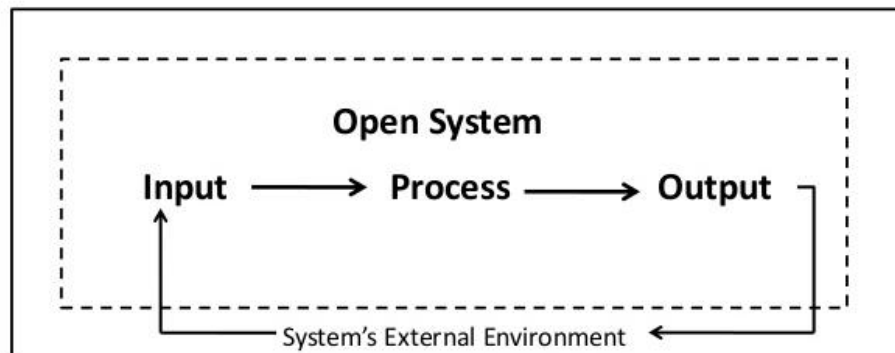 Open System
Input Process Output
System's External Environment